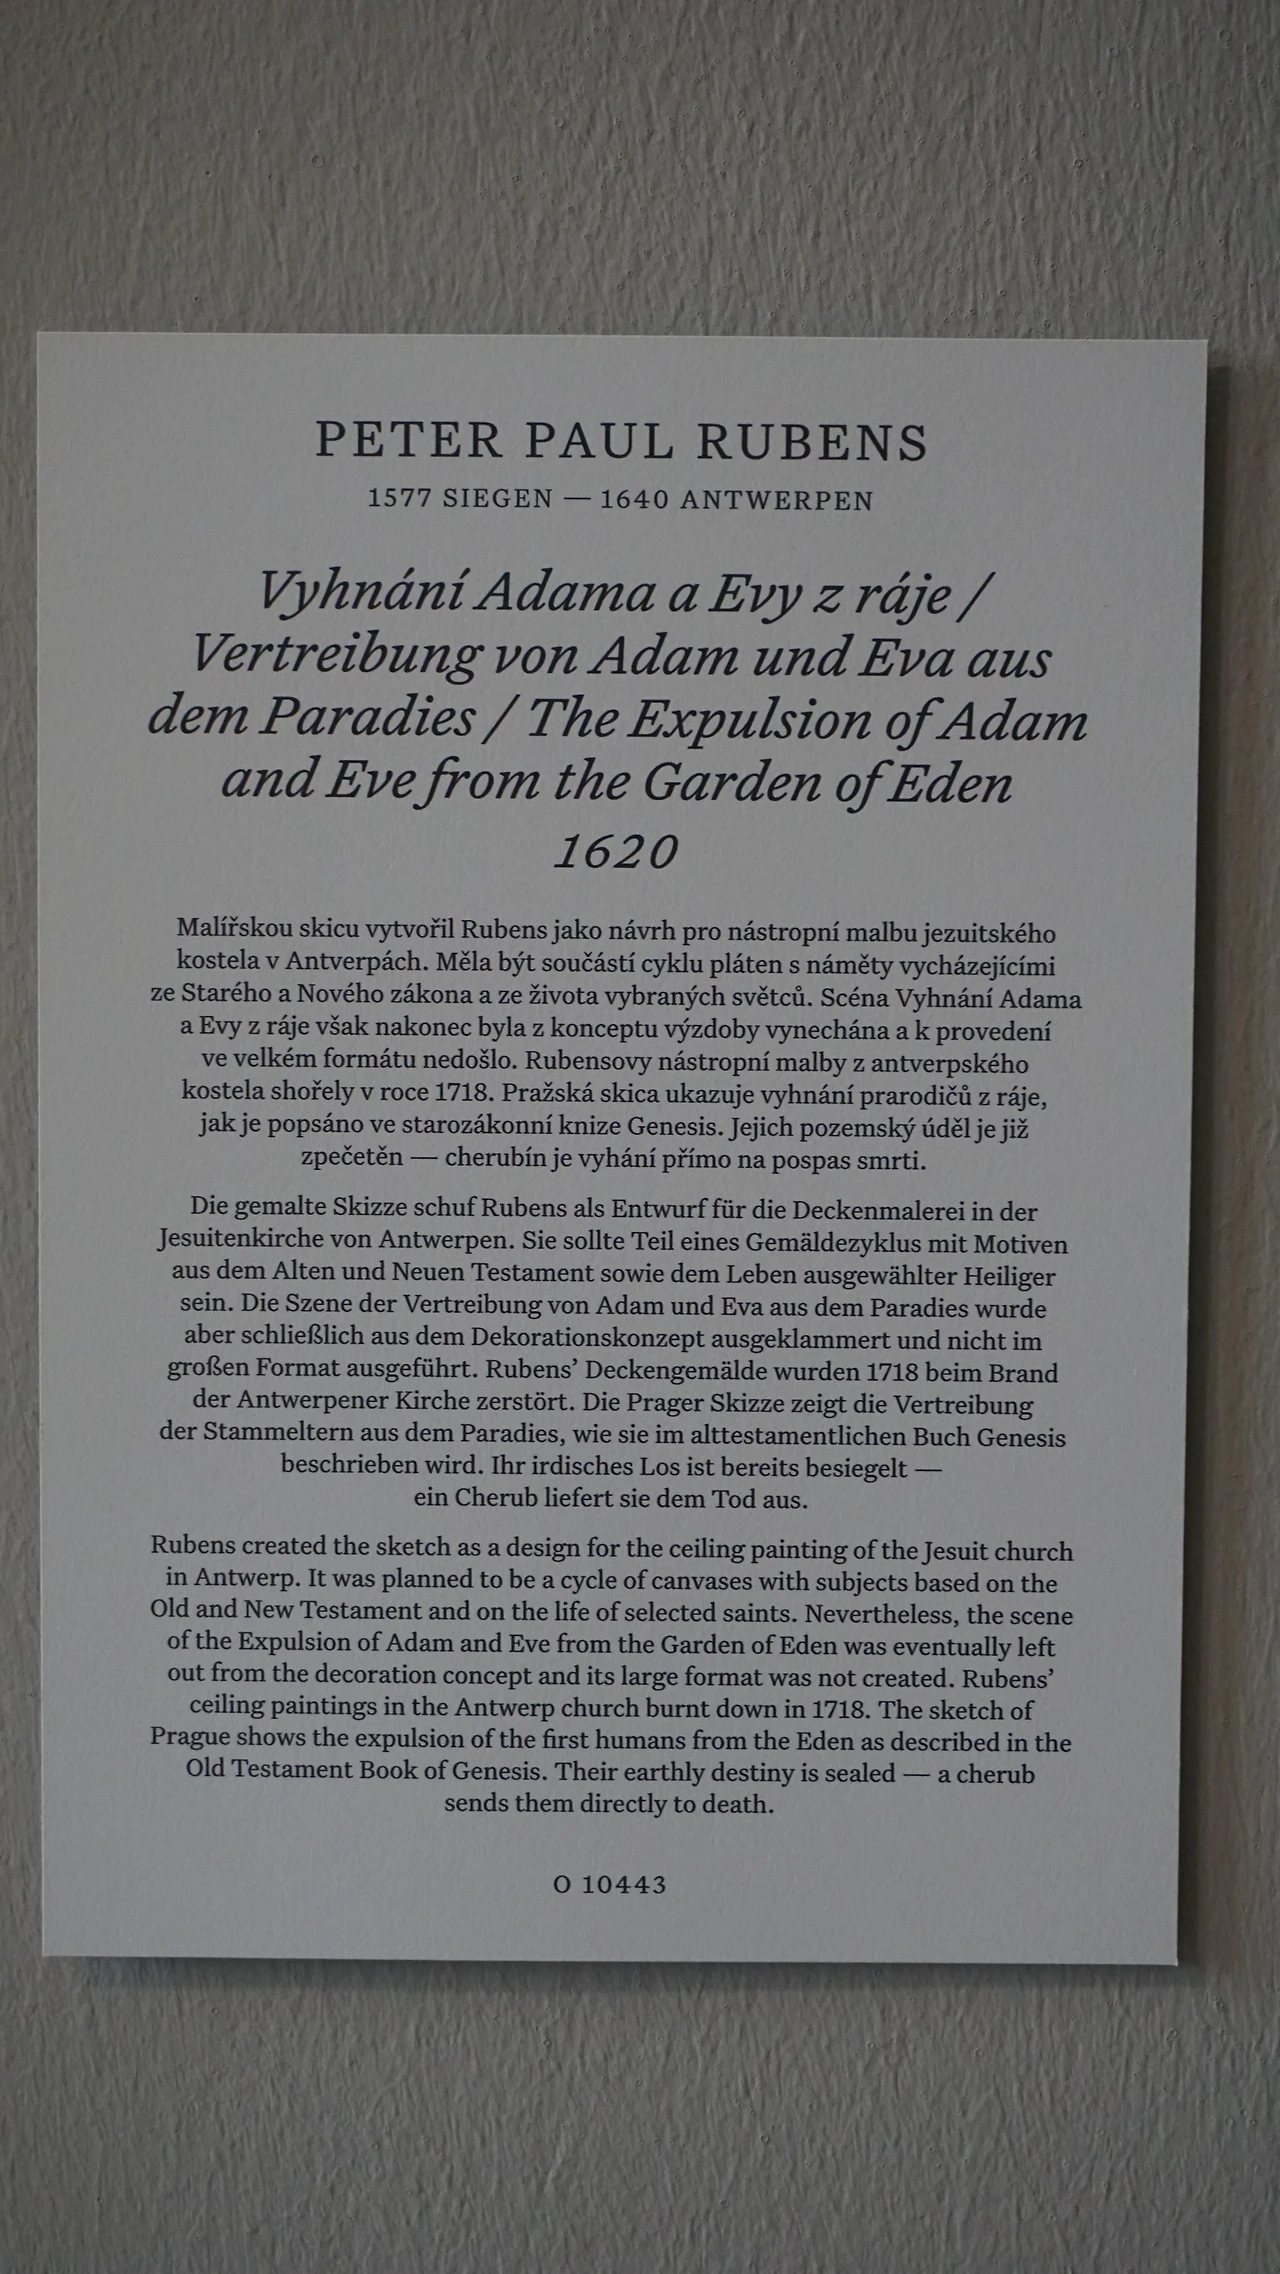 PETER PAUL RUBENS
1577 SIEGEN — 1640 ANTWERPEN
Vyhnání Adama a Evy z ráje /
Vertreibung von Adam und Eva aus
dem Paradies / The Expulsion of Adam
and Eve from the Garden of Eden
1620
Malířskou skicu vytvořil Rubens jako návrh pro nástropní malbu jezuitského
kostela v Antverpách. Měla být součástí cyklu pláten s náměty vycházejícími
ze Starého a Nového zákona a ze života vybraných světců. Scéna Vyhnání Adama
a Evy z ráje však nakonec byla z konceptu výzdoby vynechána a k provedení
ve velkém formátu nedošlo. Rubensovy nástropní malby z antverpského
kostela shořely v roce 1718. Pražská skica ukazuje vyhnání prarodičů z ráje,
jak je popsáno ve starozákonní knize Genesis. Jejich pozemský úděl je již
zpečetěn — cherubín je vyhání přímo na pospas smrti.
Die gemalte Skizze schuf Rubens als Entwurf für die Deckenmalerei in der
Jesuitenkirche von Antwerpen. Sie sollte Teil eines Gemäldezyklus mit Motiven
aus dem Alten und Neuen Testament sowie dem Leben ausgewählter Heiliger
sein. Die Szene der Vertreibung von Adam und Eva aus dem Paradies wurde
aber schließlich aus dem Dekorationskonzept ausgeklammert und nicht im
großen Format ausgeführt. Rubens’ Deckengemälde wurden 1718 beim Brand
der Antwerpener Kirche zerstört. Die Prager Skizze zeigt die Vertreibung
der Stammeltern aus dem Paradies, wie sie im alttestamentlichen Buch Genesis
beschrieben wird. Ihr irdisches Los ist bereits besiegelt —
ein Cherub liefert sie dem Tod aus.
Rubens created the sketch as a design for the ceiling painting of the Jesuit church
in Antwerp. It was planned to be a cycle of canvases with subjects based on the
Old and New Testament and on the life of selected saints. Nevertheless, the scene
of the Expulsion of Adam and Eve from the Garden of Eden was eventually left
out from the decoration concept and its large format was not created. Rubens’
ceiling paintings in the Antwerp church burnt down in 1718. The sketch of
Prague shows the expulsion of the first humans from the Eden as described in the
Old Testament Book of Genesis. Their earthly destiny is sealed — a cherub
sends them directly to death.
O 10443